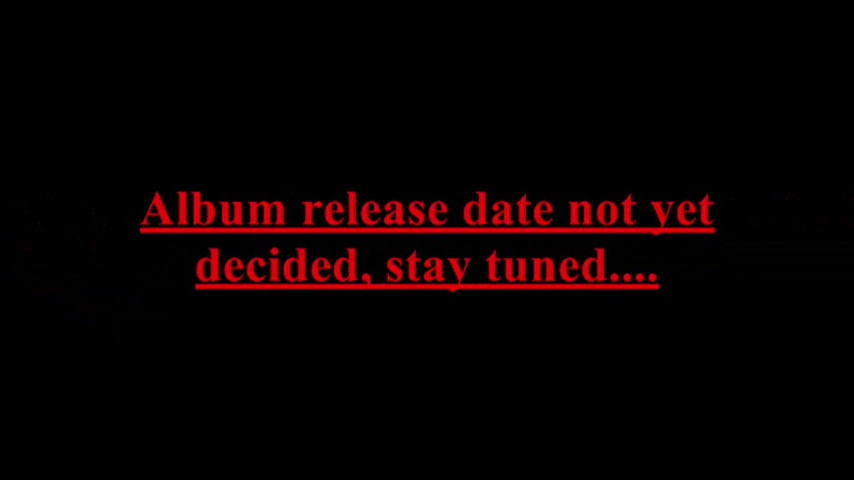 Album release date not yet
decided, stay tuned....